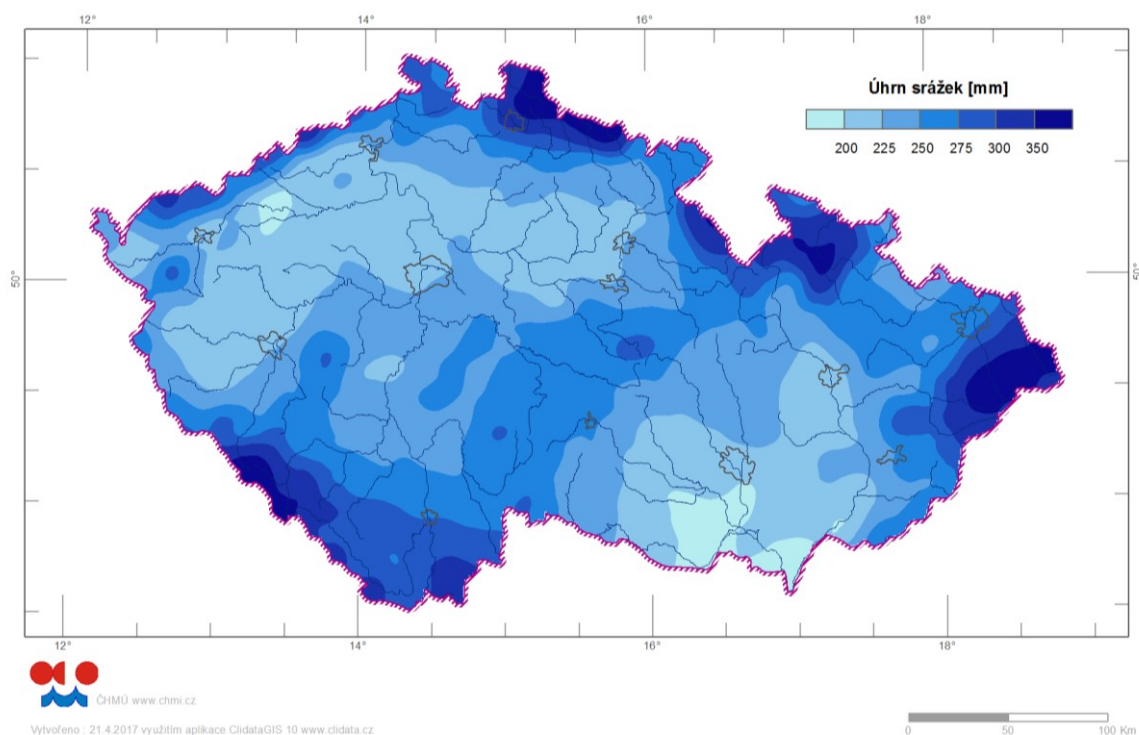 12°
14°
16°
18°
Úhrn srážek [mm]
200 225 250 275 300 350
50°
50°
12°
14°
16°
18°
ČHMÚ www.chmi.cz
Vytvořeno : 21.4.2017 využitím aplikace ClidataGIS 10 www.clidata.cz
0 50 100 Km